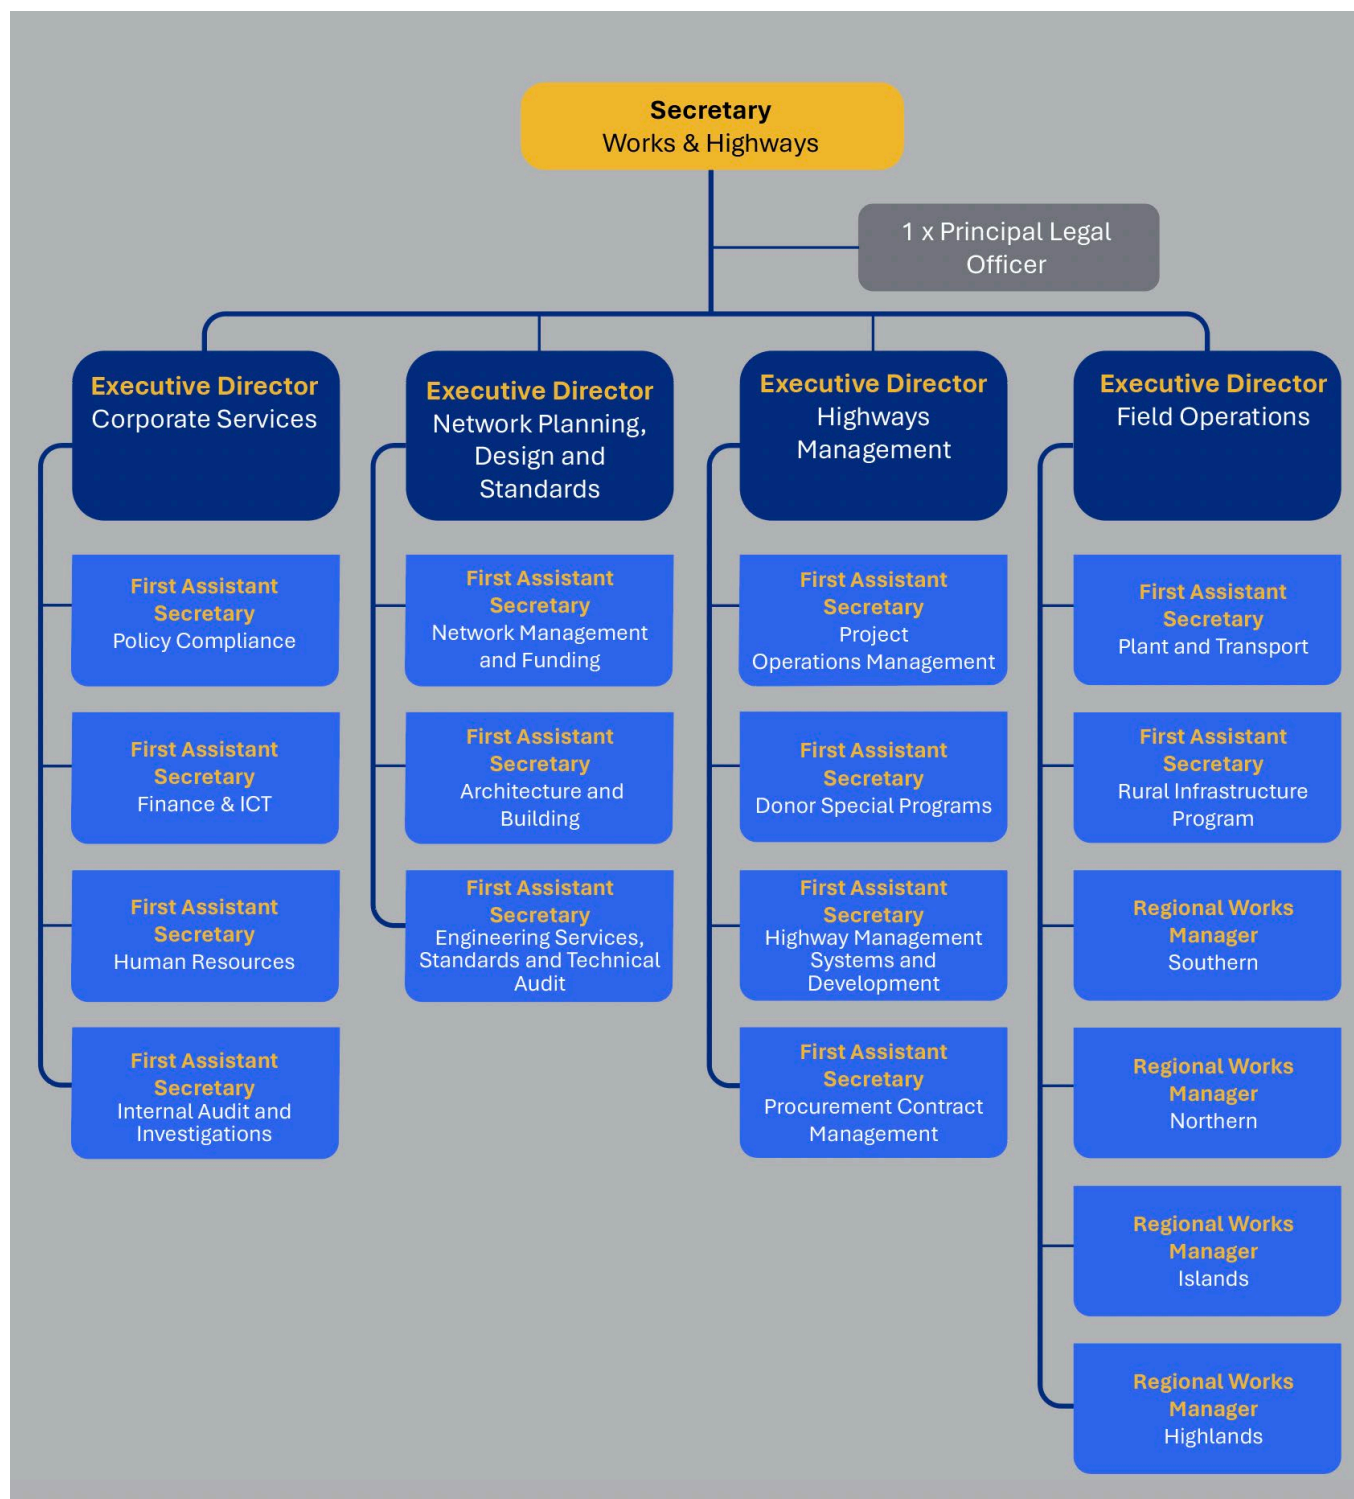 Secretary
Works & Highways
1 x Principal Legal
Officer
Executive Director
Corporate Services
First Assistant
Secretary
Policy Compliance
First Assistant
Secretary
Finance & ICT
First Assistant
Secretary
Human Resources
First Assistant
Secretary
Internal Audit and
Investigations
Executive Director
Network Planning,
Design and
Standards
First Assistant
Secretary
Network Management
and Funding
First Assistant
Secretary
Architecture and
Building
First Assistant
Secretary
Engineering Services,
Standards and Technical
Audit
Executive Director
Highways
Management
First Assistant
Secretary
Project
Operations Management
First Assistant
Secretary
Donor Special Programs
First Assistant
Secretary
Highway Management
Systems and
Development
First Assistant
Secretary
Procurement Contract
Management
Executive Director
Field Operations
First Assistant
Secretary
Plant and Transport
First Assistant
Secretary
Rural Infrastructure
Program
Regional Works
Manager
Southern
Regional Works
Manager
Northern
Regional Works
Manager
Islands
Regional Works
Manager
Highlands